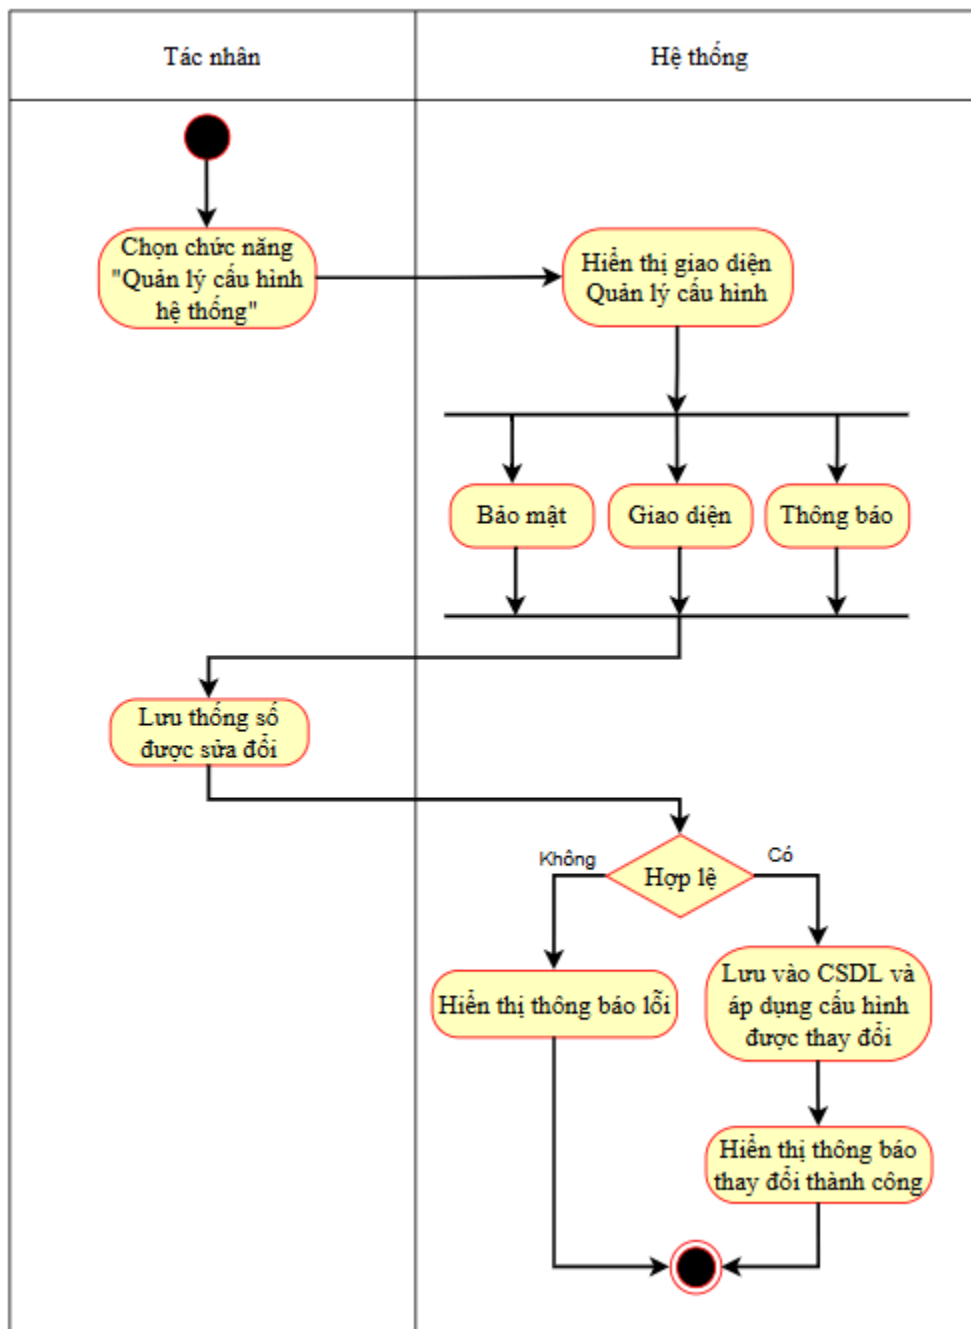 Tác nhân
Hệ thống
Chọn chức năng
"Quản lý cấu hình
hệ thống"
Hiển thị giao diện
Quản lý cấu hình
Bảo mật
Giao diện
Thông báo
Lưu thống số
được sửa đổi
Hợp lệ
Không
Có
Hiển thị thông báo lỗi
Lưu vào CSDL và
áp dụng cấu hình
được thay đổi
Hiển thị thông báo
thay đổi thành công